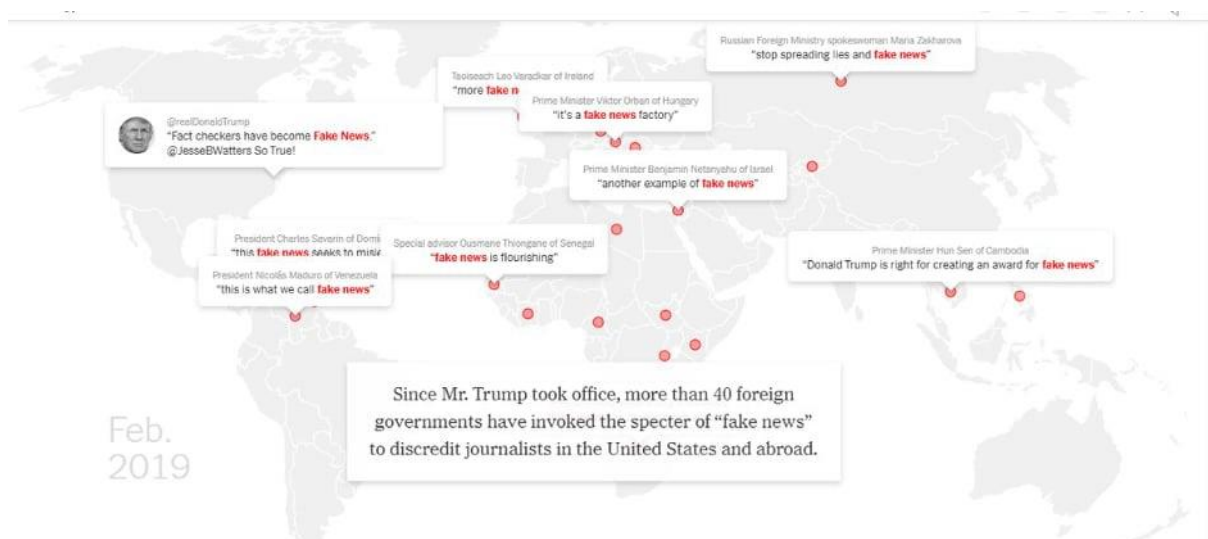 Russian Foreign Ministry spokeswoman Maria Zakharova
“stop spreading lies and fake news”
Taoiseach Leo Varadkar of Ireland
“more fake n
Prime Minister Viktor Orban of Hungary
“it's a fake news factory”
@realDonaldTrump
“Fact checkers have become Fake News.”
@JesseBWatters So True!
Prime Minister Benjamin Netanyahu of Israel
“another example of fake news”
President Charles Savarin of Domi
“this fake news seeks to misle
Special advisor Ousmane Thiongane of Senegal
“fake news is flourishing”
Prime Minister Hun Sen of Cambodia
“Donald Trump is right for creating an award for fake news”
President Nicolás Maduro of Venezuela
“this is what we call fake news”
Since Mr. Trump took office, more than 40 foreign
governments have invoked the specter of “fake news”
to discredit journalists in the United States and abroad.
Feb.
2019